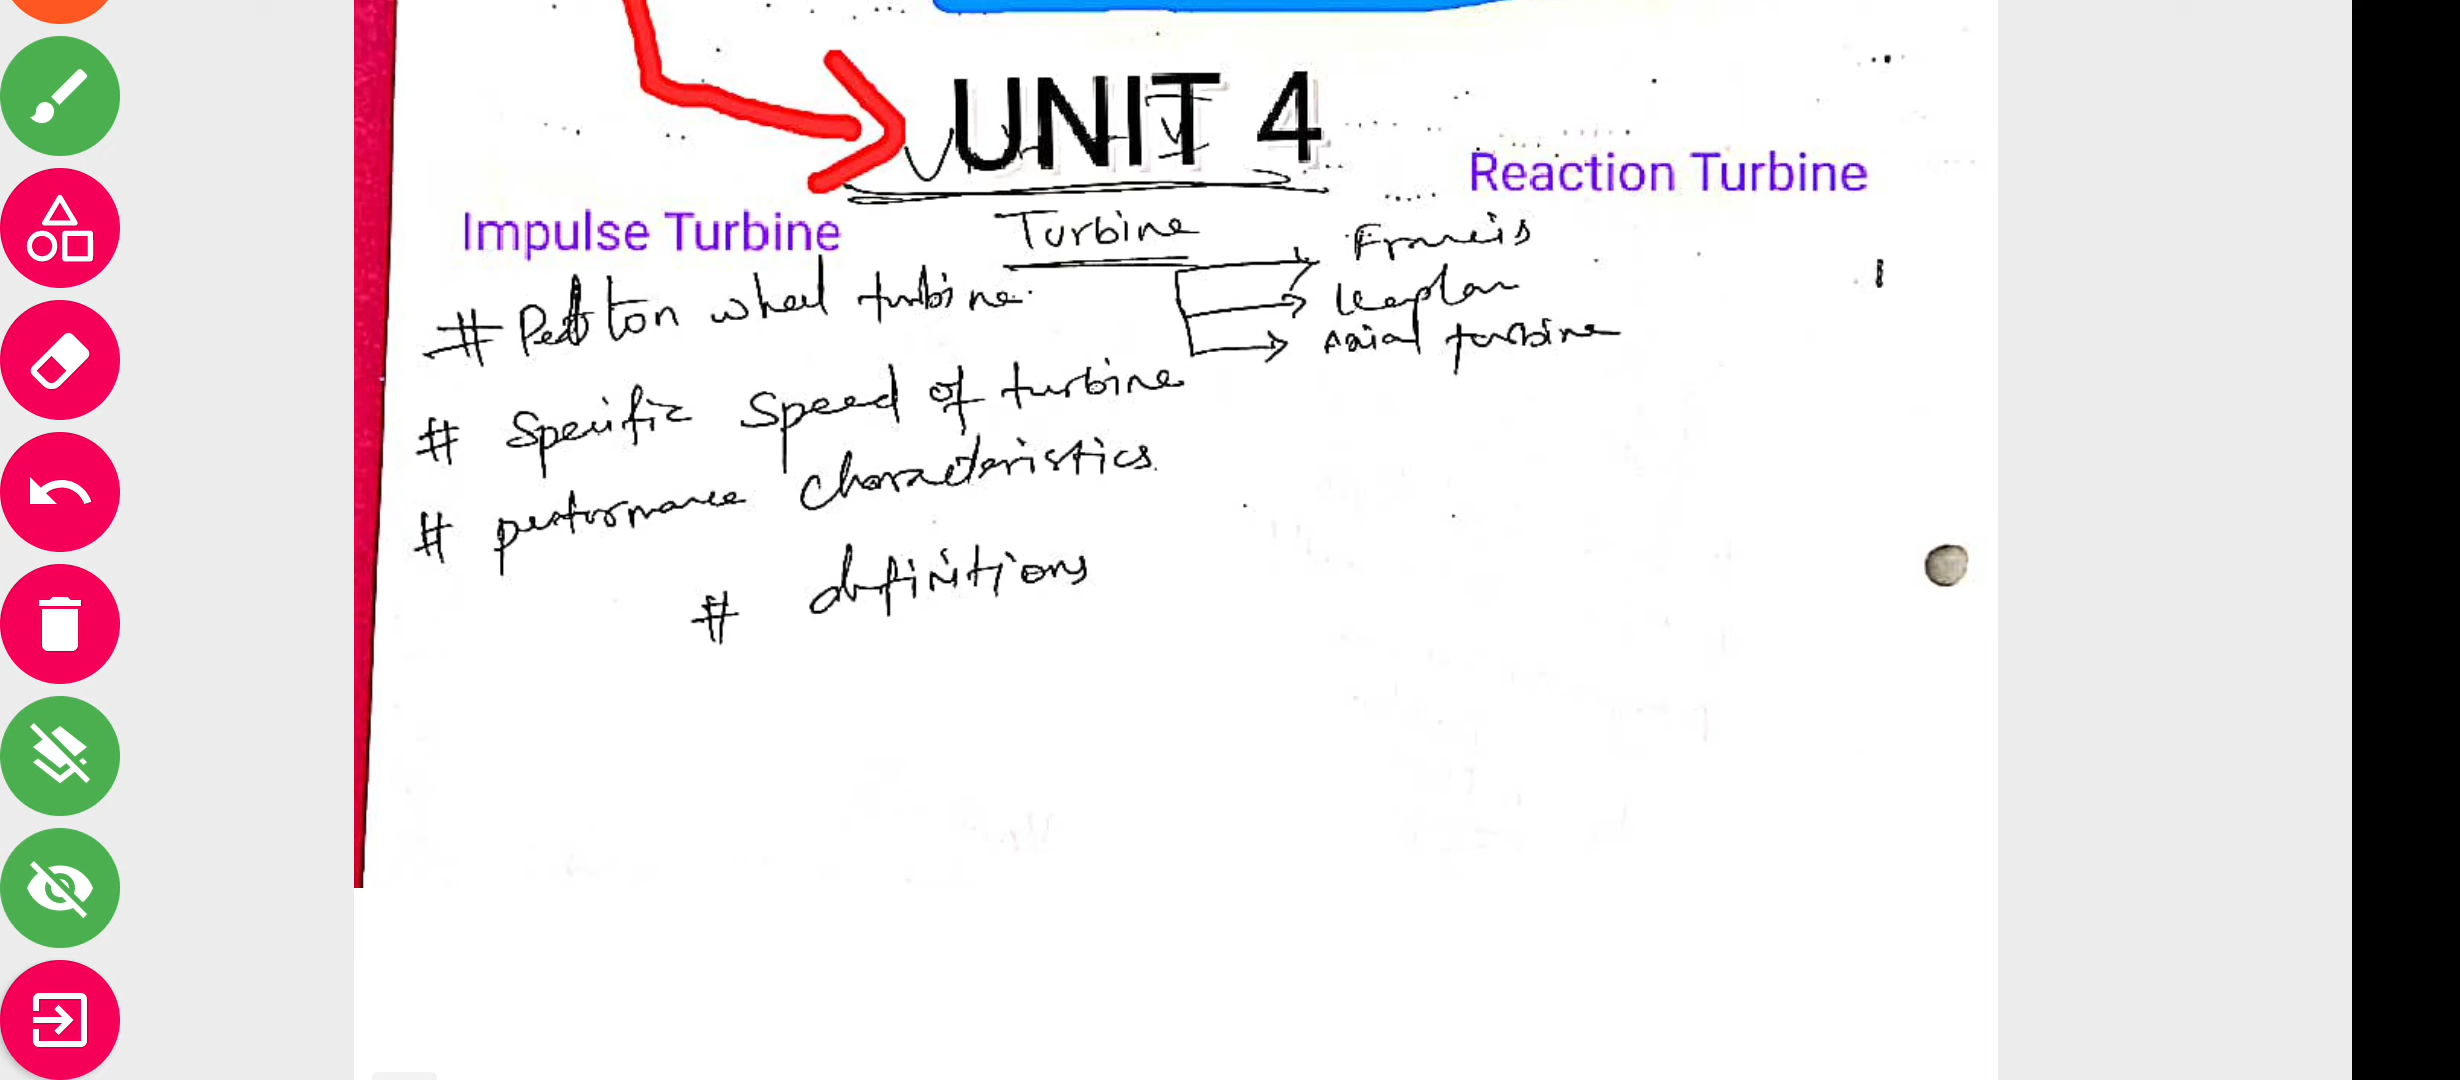 UNIT 4
Reaction Turbine
Impulse Turbine
Turbine
Francis
# Pelton wheel turbine.
Kaplan
Axial turbine
# Specific Speed of turbine
# performance characteristics.
# definitions